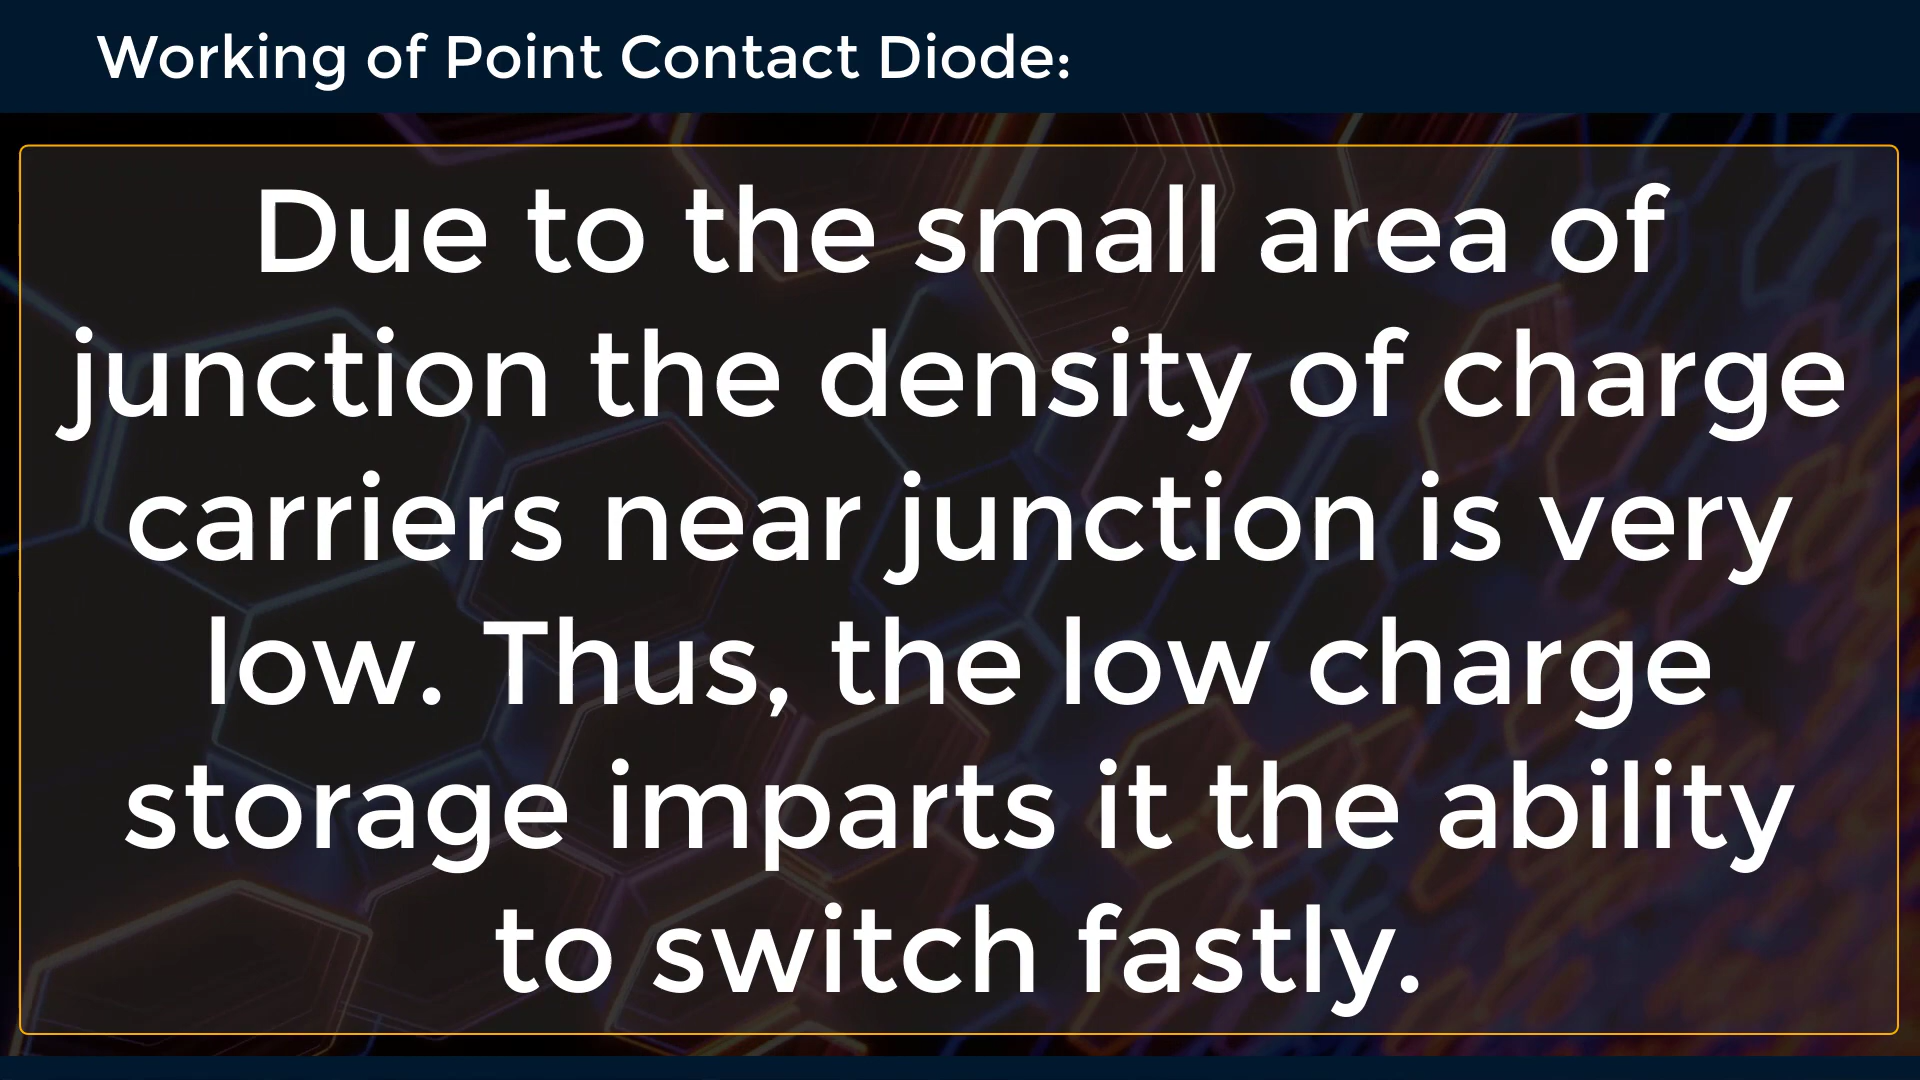 Working of Point Contact Diode:
Due to the small area of
junction the density of charge
carriers near junction is very
low. Thus, the low charge
storage imparts it the ability
to switch fastly.